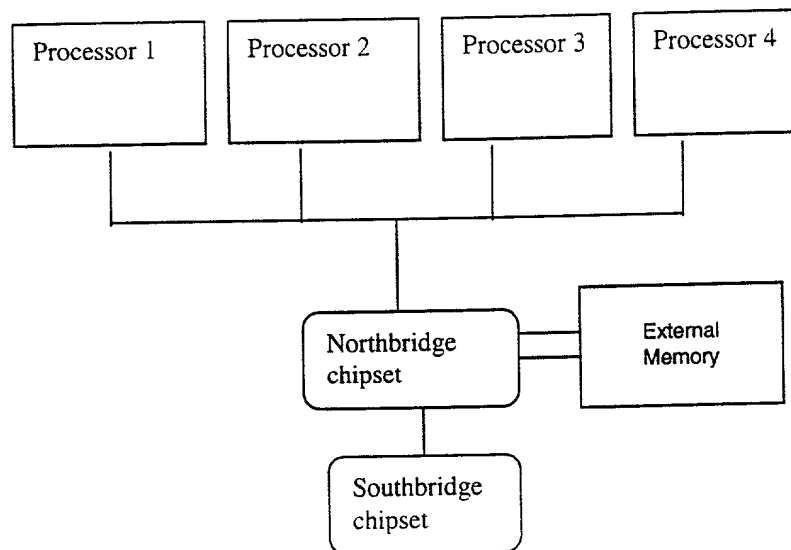 Processor 1
Processor 2
Processor 3
Processor 4
Northbridge
chipset
External
Memory
Southbridge
chipset